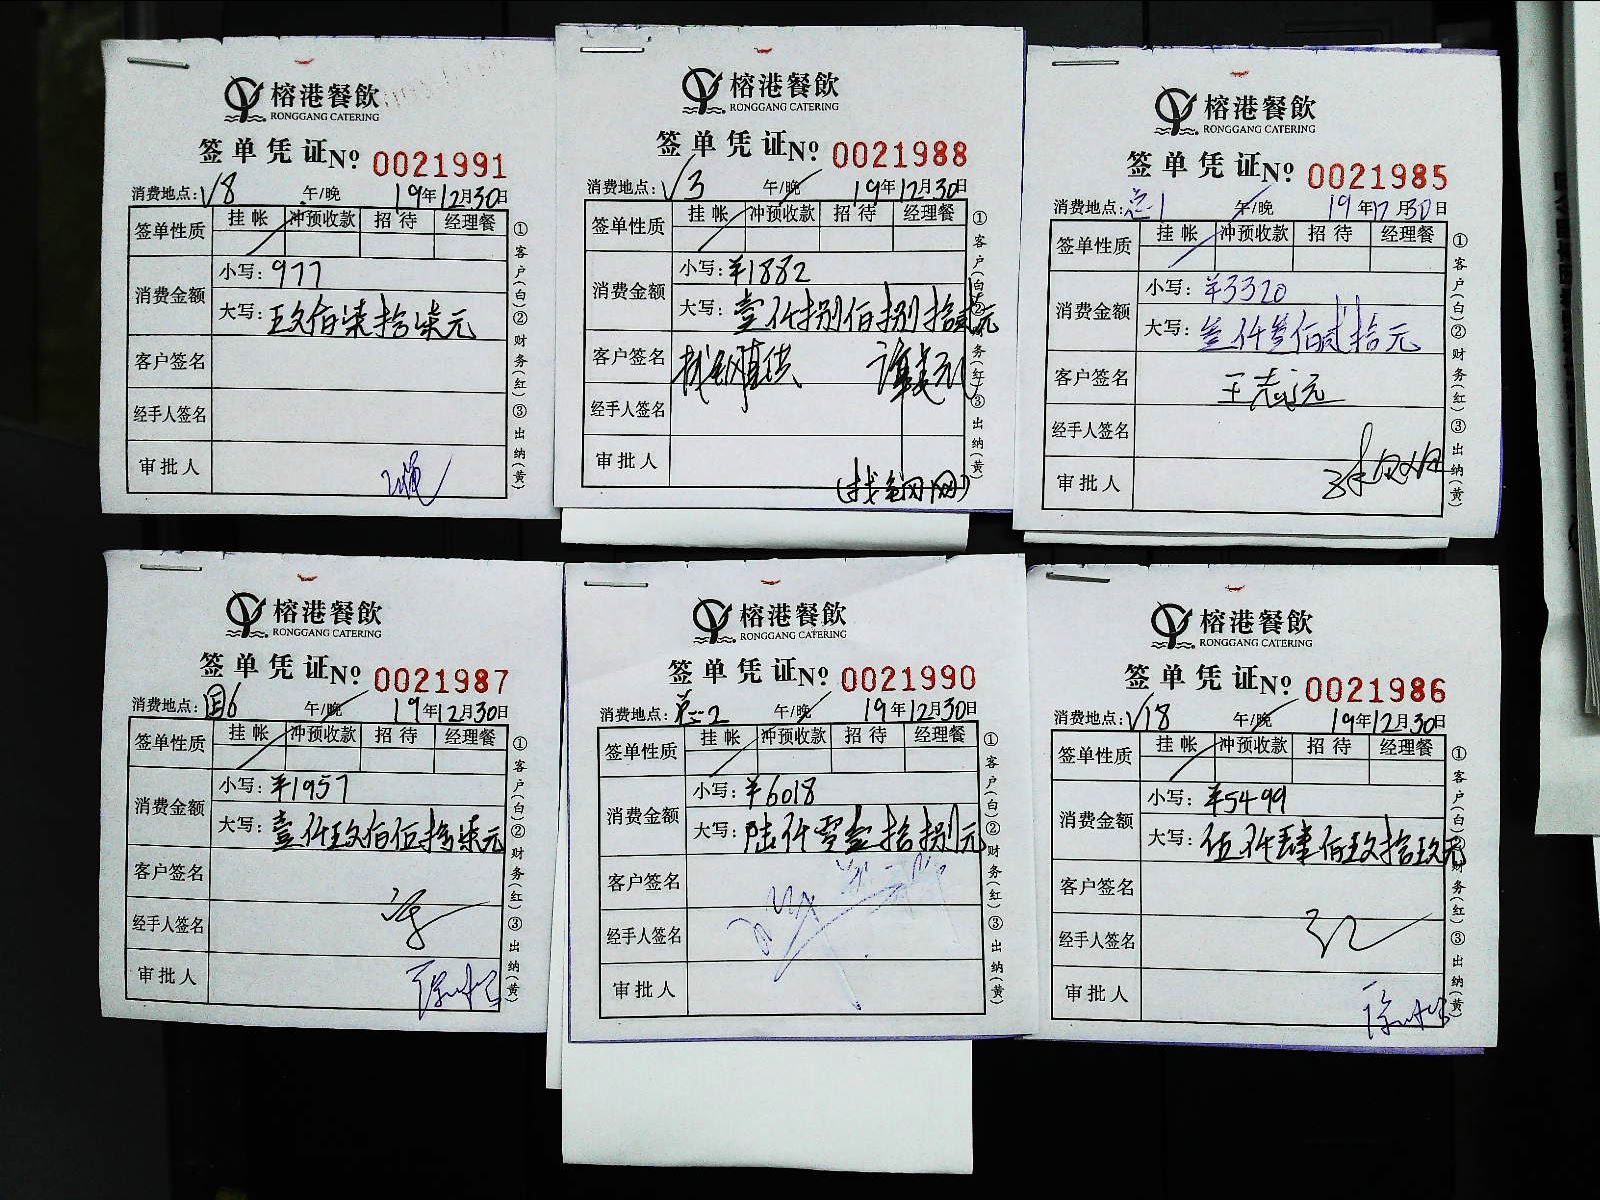 榕港餐飲
RONGGANG CATERING
签单凭证 № 0021991
消费地点: V8 午/晚 19年12月30日
签单性质 挂帐 冲预收款 招待 经理餐
消费金额 小写: 977
大写: 玖佰柒拾柒元
客户签名
经手人签名
审批人
①客户(白)②财务(红)③出纳(黄)
榕港餐飲
RONGGANG CATERING
签单凭证 № 0021988
消费地点: V3 午/晚 19年12月30日
签单性质 挂帐 冲预收款 招待 经理餐
消费金额 小写: ¥1882
大写: 壹仟捌佰捌拾贰元
客户签名 找钢
经手人签名
审批人
(找钢网)
①客户(白)②财务(红)③出纳(黄)
榕港餐飲
RONGGANG CATERING
签单凭证 № 0021985
消费地点: 总1 午/晚 19年12月30日
签单性质 挂帐 冲预收款 招待 经理餐
消费金额 小写: ¥3320
大写: 叁仟叁佰贰拾元
客户签名 王志远
经手人签名
审批人
①客户(白)②财务(红)③出纳(黄)
榕港餐飲
RONGGANG CATERING
签单凭证 № 0021987
消费地点: 国6 午/晚 19年12月30日
签单性质 挂帐 冲预收款 招待 经理餐
消费金额 小写: ¥1957
大写: 壹仟玖佰伍拾柒元
客户签名
经手人签名
审批人
①客户(白)②财务(红)③出纳(黄)
榕港餐飲
RONGGANG CATERING
签单凭证 № 0021990
消费地点: 总2 午/晚 19年12月30日
签单性质 挂帐 冲预收款 招待 经理餐
消费金额 小写: ¥6018
大写: 陆仟零壹拾捌元
客户签名
经手人签名
审批人
①客户(白)②财务(红)③出纳(黄)
榕港餐飲
RONGGANG CATERING
签单凭证 № 0021986
消费地点: V18 午/晚 19年12月30日
签单性质 挂帐 冲预收款 招待 经理餐
消费金额 小写: ¥5499
大写: 伍仟肆佰玖拾玖元
客户签名
经手人签名
审批人
①客户(白)②财务(红)③出纳(黄)